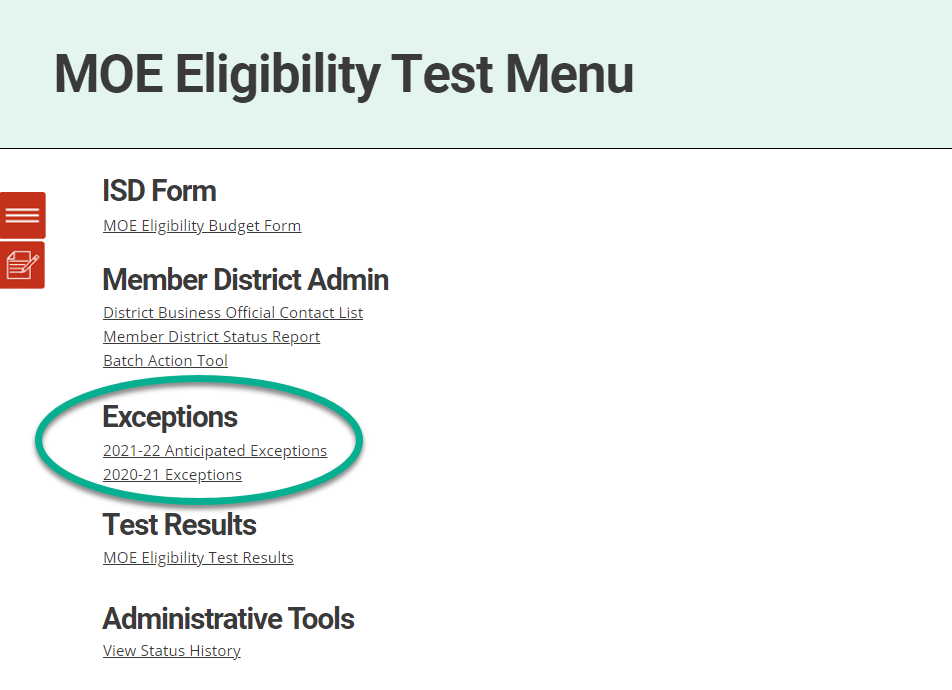 MOE Eligibility Test Menu
ISD Form
MOE Eligibility Budget Form
Member District Admin
District Business Official Contact List
Member District Status Report
Batch Action Tool
Exceptions
2021-22 Anticipated Exceptions
2020-21 Exceptions
Test Results
MOE Eligibility Test Results
Administrative Tools
View Status History